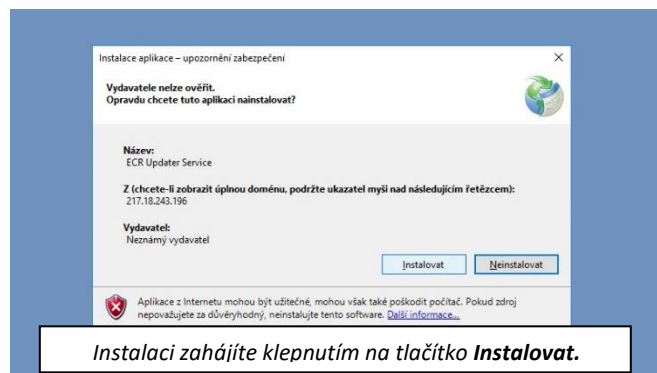 Instalace aplikace – upozornění zabezpečení
Vydavatele nelze ověřit.
Opravdu chcete tuto aplikaci nainstalovat?
Název:
ECR Updater Service
Z (chcete-li zobrazit úplnou doménu, podržte ukazatel myši nad následujícím řetězcem):
217.18.243.196
Vydavatel:
Neznámý vydavatel
Instalovat
Neinstalovat
Aplikace z Internetu mohou být užitečné, mohou však také poškodit počítač. Pokud zdroj
nepovažujete za důvěryhodný, neinstalujte tento software. Další informace...
Instalaci zahájíte klepnutím na tlačítko Instalovat.